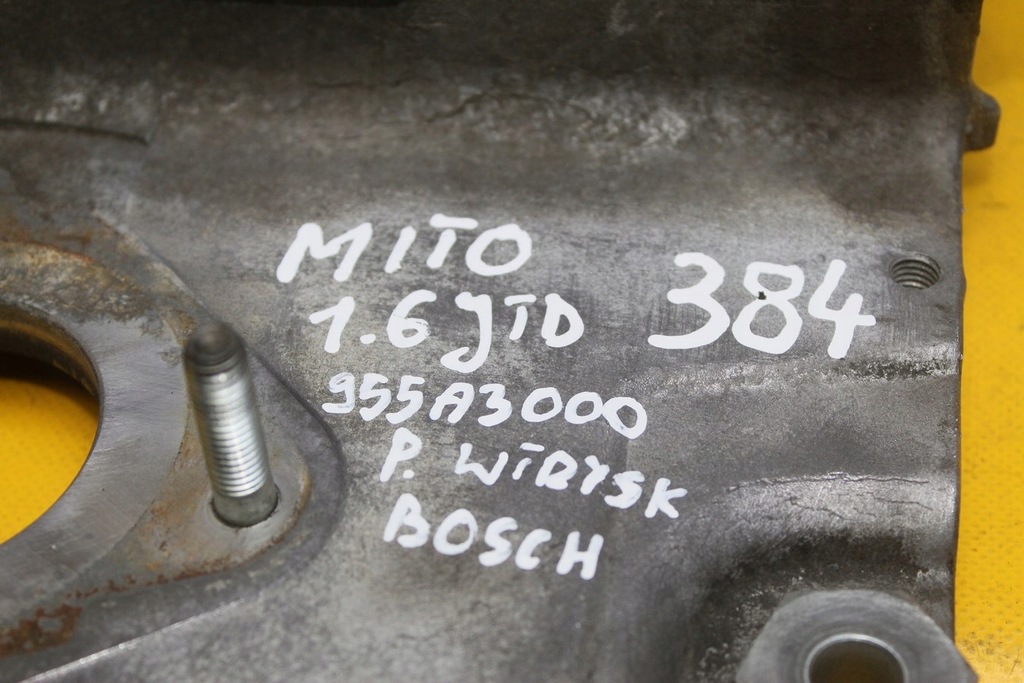 MITO
1.6 JTD 384
955A3000
P. WTRYSK
BOSCH